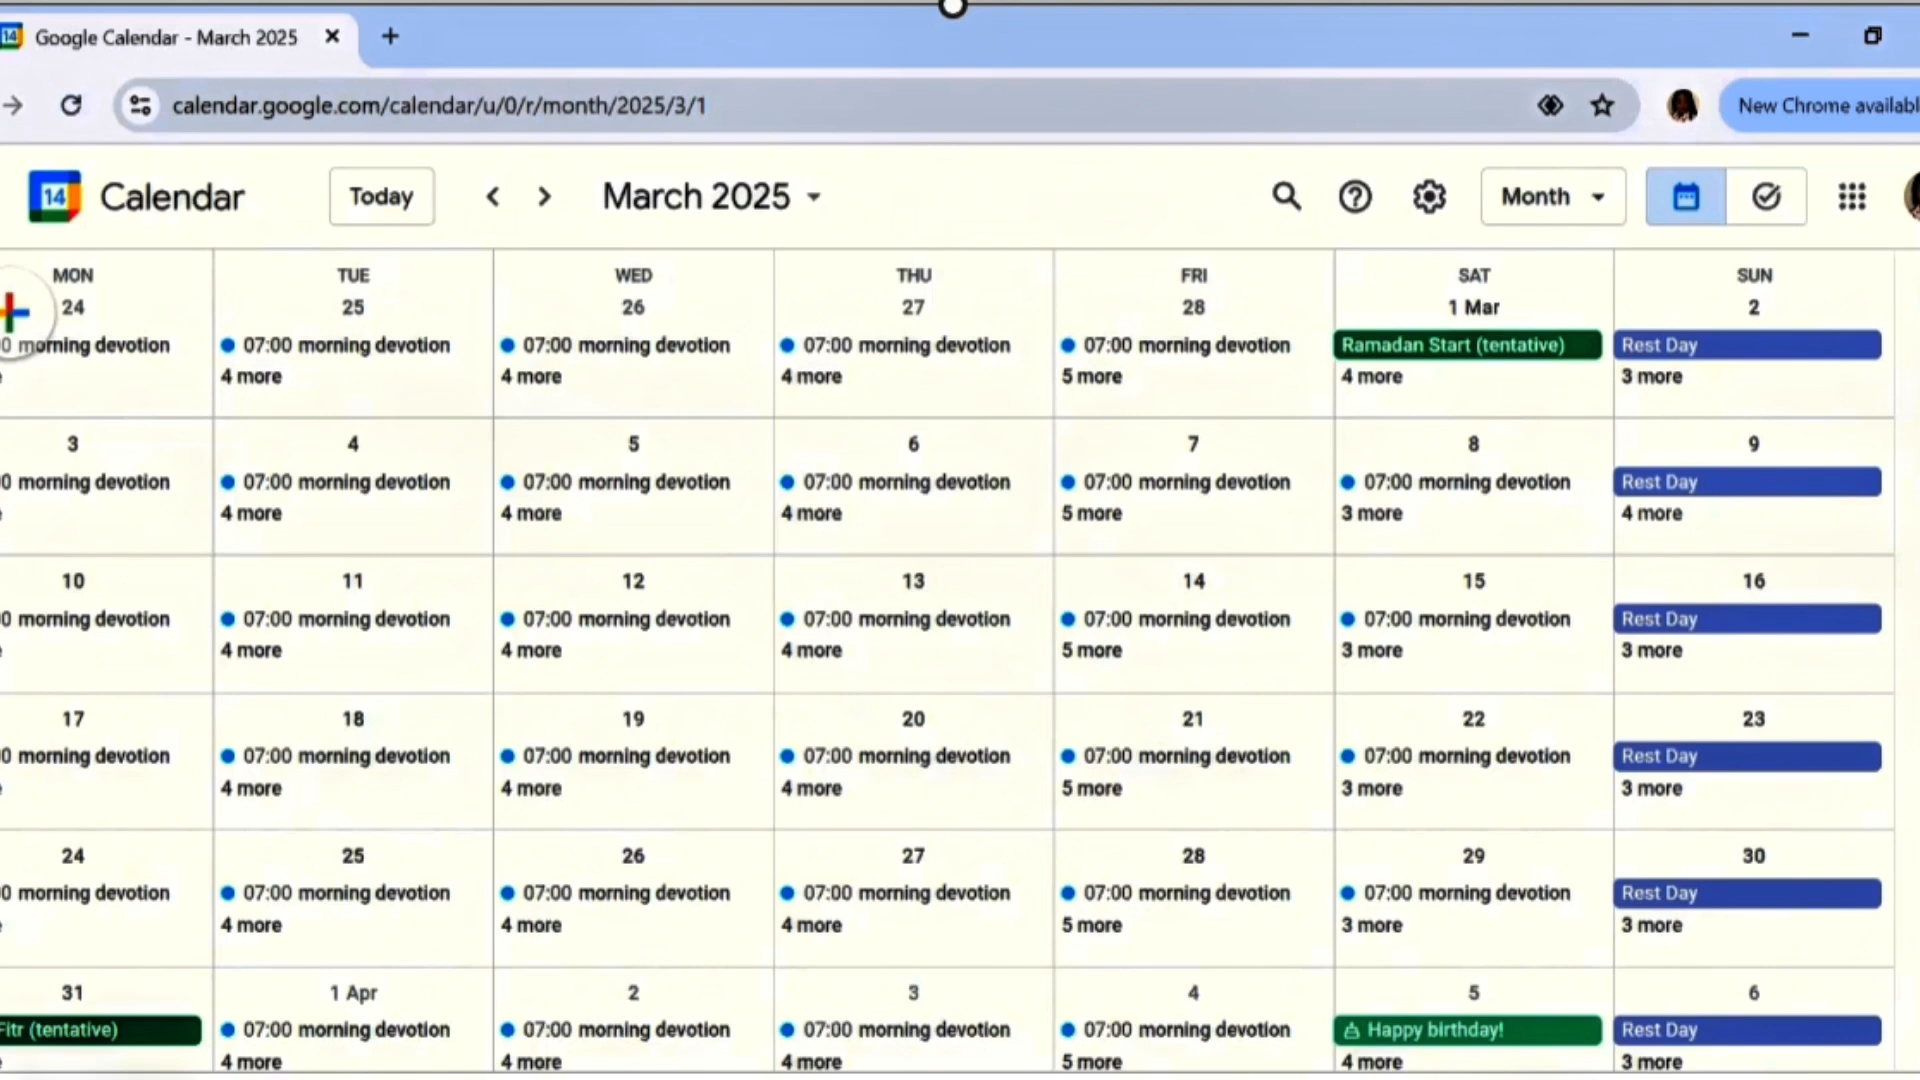 14 Google Calendar - March 2025
calendar.google.com/calendar/u/0/r/month/2025/3/1
New Chrome availabl
14 Calendar Today March 2025 Month
MON TUE WED THU FRI SAT SUN
24 25 26 27 28 1 Mar 2
0 morning devotion 07:00 morning devotion 07:00 morning devotion 07:00 morning devotion 07:00 morning devotion Ramadan Start (tentative) Rest Day
4 more 4 more 4 more 5 more 4 more 3 more
3 4 5 6 7 8 9
0 morning devotion 07:00 morning devotion 07:00 morning devotion 07:00 morning devotion 07:00 morning devotion 07:00 morning devotion Rest Day
4 more 4 more 4 more 5 more 3 more 4 more
10 11 12 13 14 15 16
0 morning devotion 07:00 morning devotion 07:00 morning devotion 07:00 morning devotion 07:00 morning devotion 07:00 morning devotion Rest Day
4 more 4 more 4 more 5 more 3 more 3 more
17 18 19 20 21 22 23
0 morning devotion 07:00 morning devotion 07:00 morning devotion 07:00 morning devotion 07:00 morning devotion 07:00 morning devotion Rest Day
4 more 4 more 4 more 5 more 3 more 3 more
24 25 26 27 28 29 30
0 morning devotion 07:00 morning devotion 07:00 morning devotion 07:00 morning devotion 07:00 morning devotion 07:00 morning devotion Rest Day
4 more 4 more 4 more 5 more 3 more 3 more
31 1 Apr 2 3 4 5 6
Fitr (tentative) 07:00 morning devotion 07:00 morning devotion 07:00 morning devotion 07:00 morning devotion Happy birthday! Rest Day
4 more 4 more 4 more 5 more 4 more 3 more